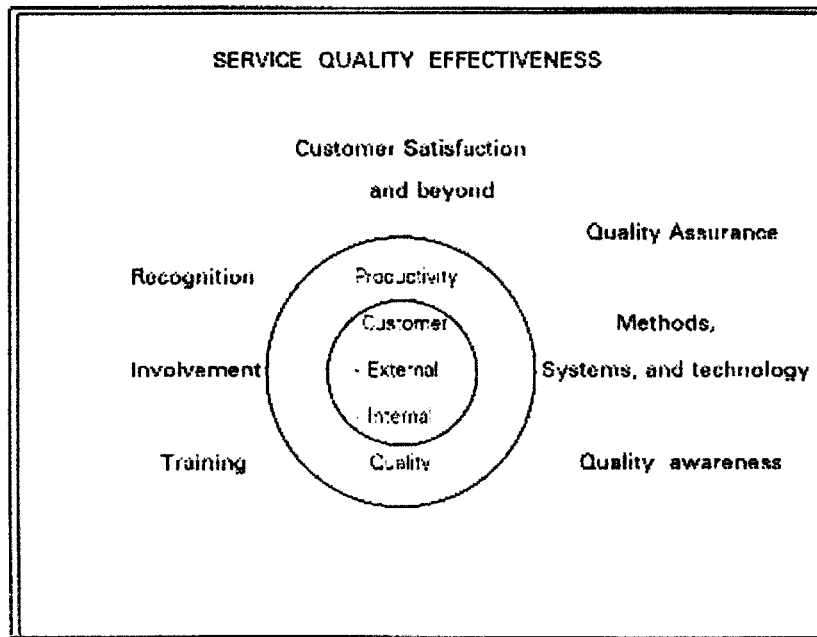 SERVICE QUALITY EFFECTIVENESS
Customer Satisfaction
and beyond
Quality Assurance
Recognition
Productivity
Customer
Methods,
Involvement
- External
Systems, and technology
- Internal
Training
Quality
Quality awareness